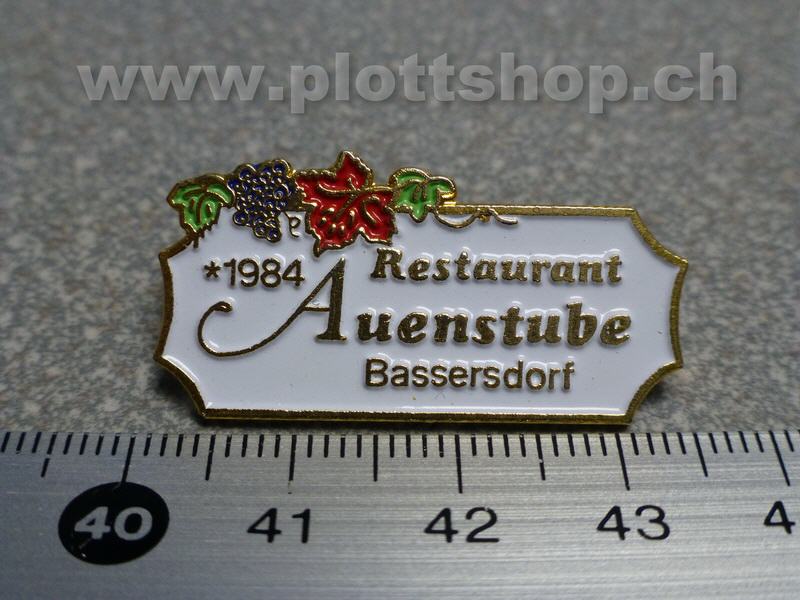 www.plottshop.ch
*1984 Restaurant
Auenstube
Bassersdorf
40 41 42 43 4